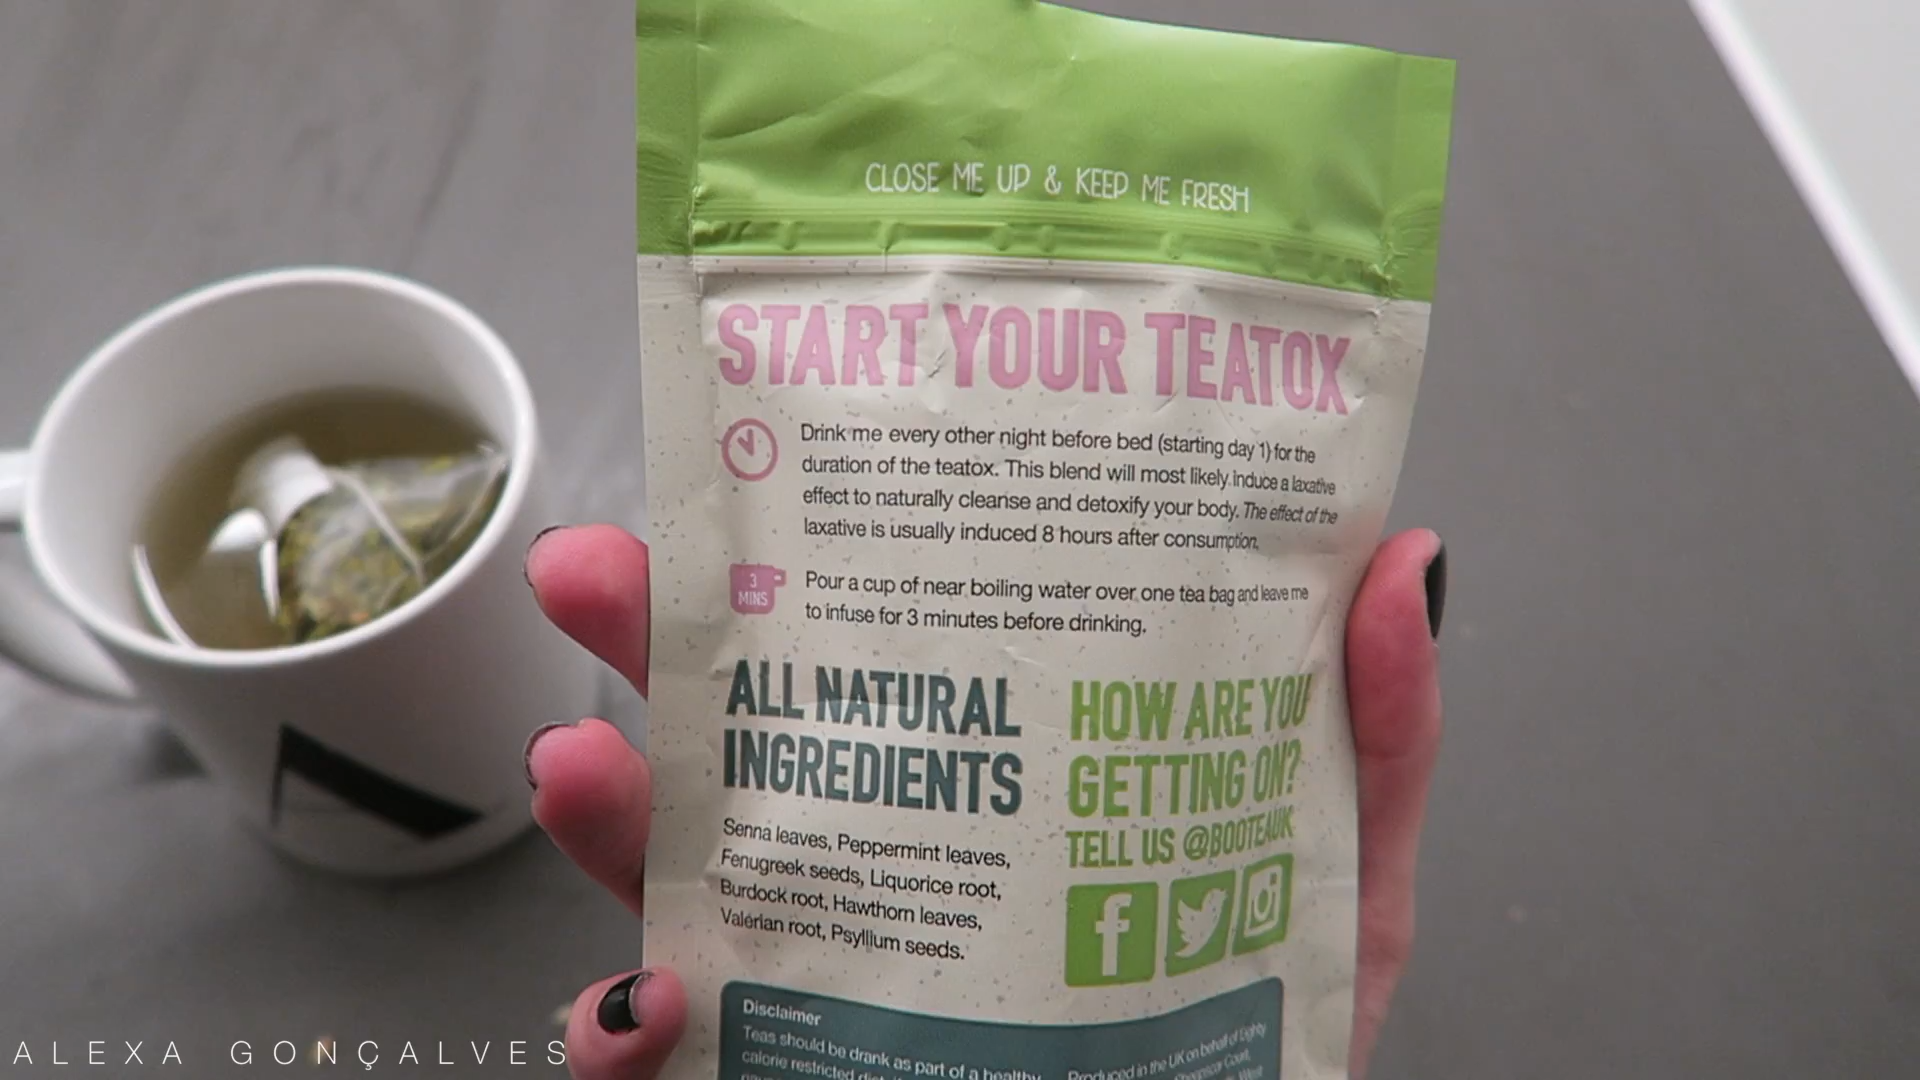 CLOSE ME UP & KEEP ME FRESH
START YOUR TEATOX
Drink me every other night before bed (starting day 1) for the
duration of the teatox. This blend will most likely induce a laxative
effect to naturally cleanse and detoxify your body. The effect of the
laxative is usually induced 8 hours after consumption.
3
MINS
Pour a cup of near boiling water over one tea bag and leave me
to infuse for 3 minutes before drinking.
ALL NATURAL
INGREDIENTS
Senna leaves, Peppermint leaves,
Fenugreek seeds, Liquorice root,
Burdock root, Hawthorn leaves,
Valerian root, Psyllium seeds.
HOW ARE YOU
GETTING ON?
TELL US @BOOTEAUK
f
Disclaimer
Teas should be drank as part of a healthy
calorie restricted
Produced in the UK on behalf of Eighty
Court,
West
ALEXA GONÇALVES